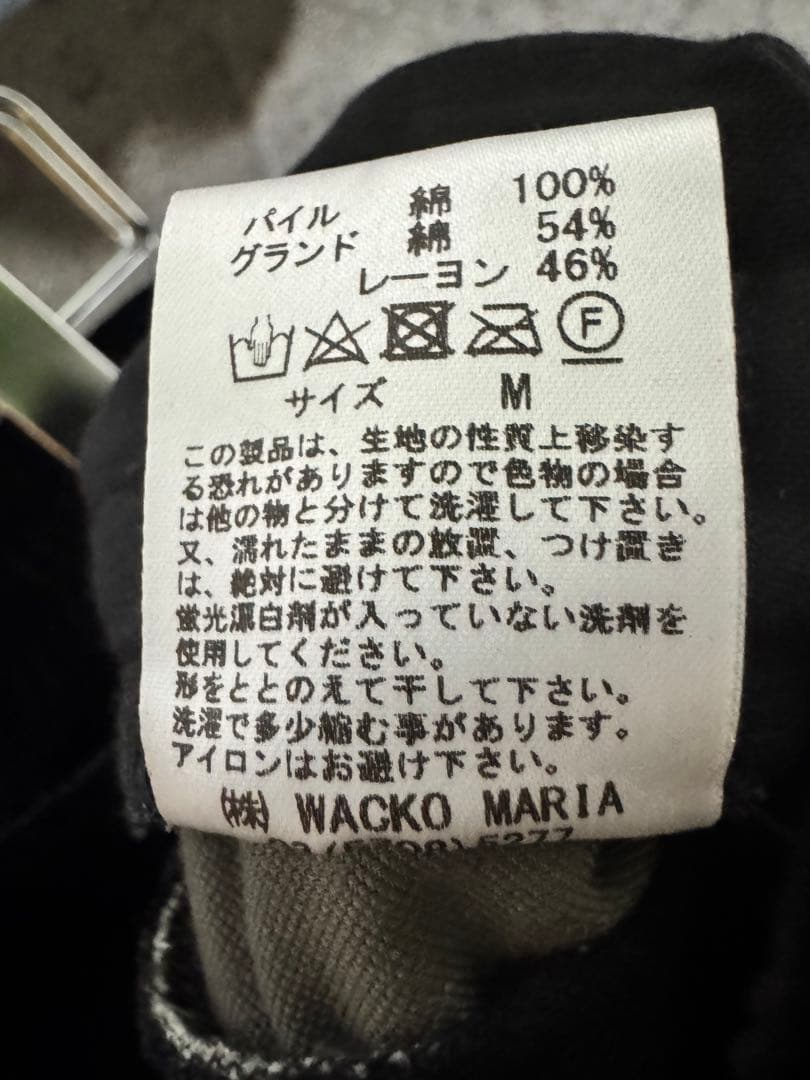 パイル 綿 100%
グランド 綿 54%
レーヨン 46%
F
サイズ M
この製品は、生地の性質上移染す
る恐れがありますので色物の場合
は他の物と分けて洗濯して下さい。
又、濡れたままの放置、つけ置き
は、絶対に避けて下さい。
蛍光漂白剤が入っていない洗剤を
使用してください。
形をととのえて干して下さい。
洗濯で多少縮む事があります。
アイロンはお避け下さい。
(株) WACKO MARIA
5277